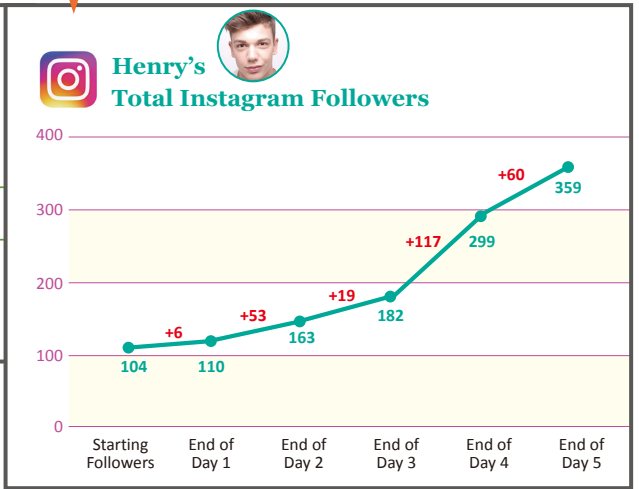 Henry's
Total Instagram Followers
400
+60
359
300
+117
299
200
+19
182
+53
163
+6
100
104
110
0
Starting
Followers
End of
Day 1
End of
Day 2
End of
Day 3
End of
Day 4
End of
Day 5